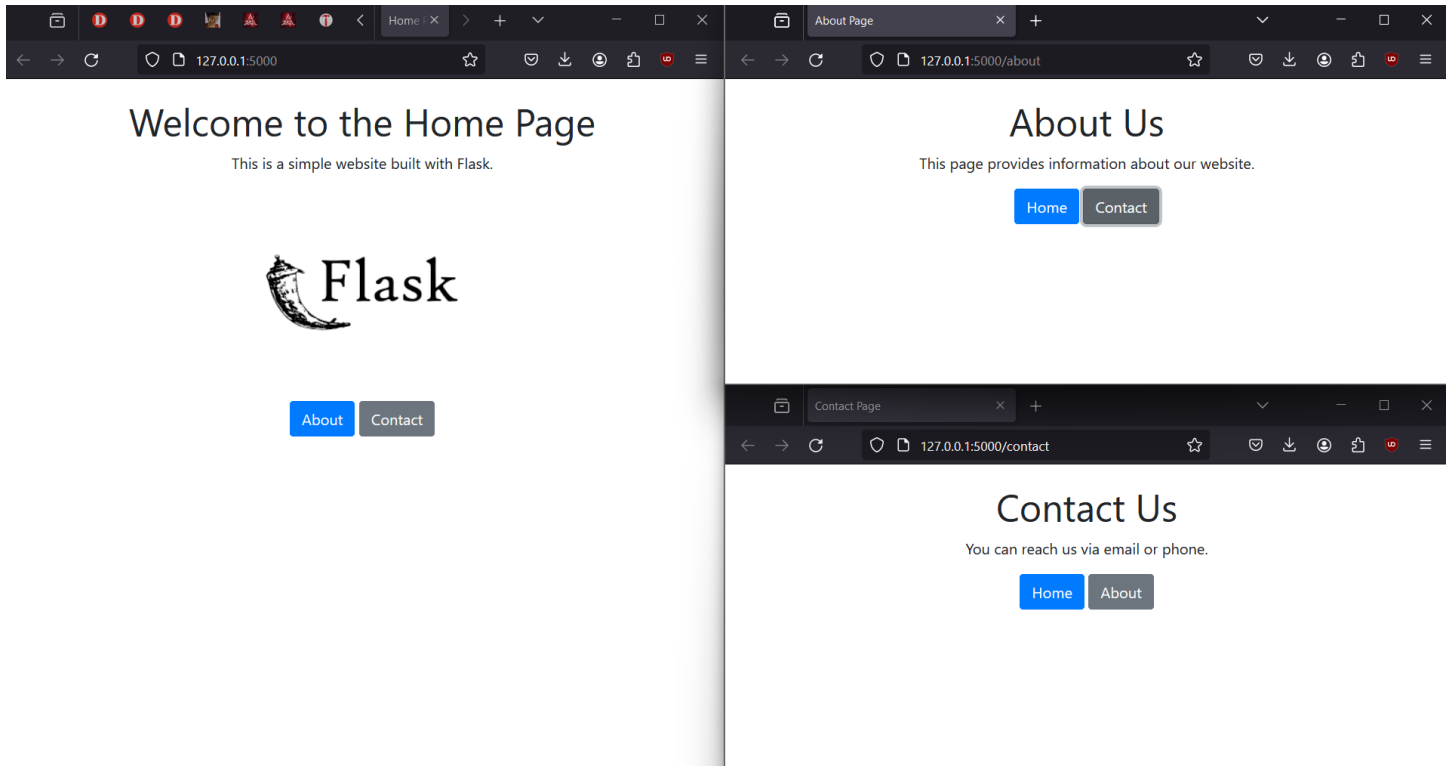 Home
127.0.0.1:5000
Welcome to the Home Page
This is a simple website built with Flask.
Flask
About Contact
About Page
127.0.0.1:5000/about
About Us
This page provides information about our website.
Home Contact
Contact Page
127.0.0.1:5000/contact
Contact Us
You can reach us via email or phone.
Home About